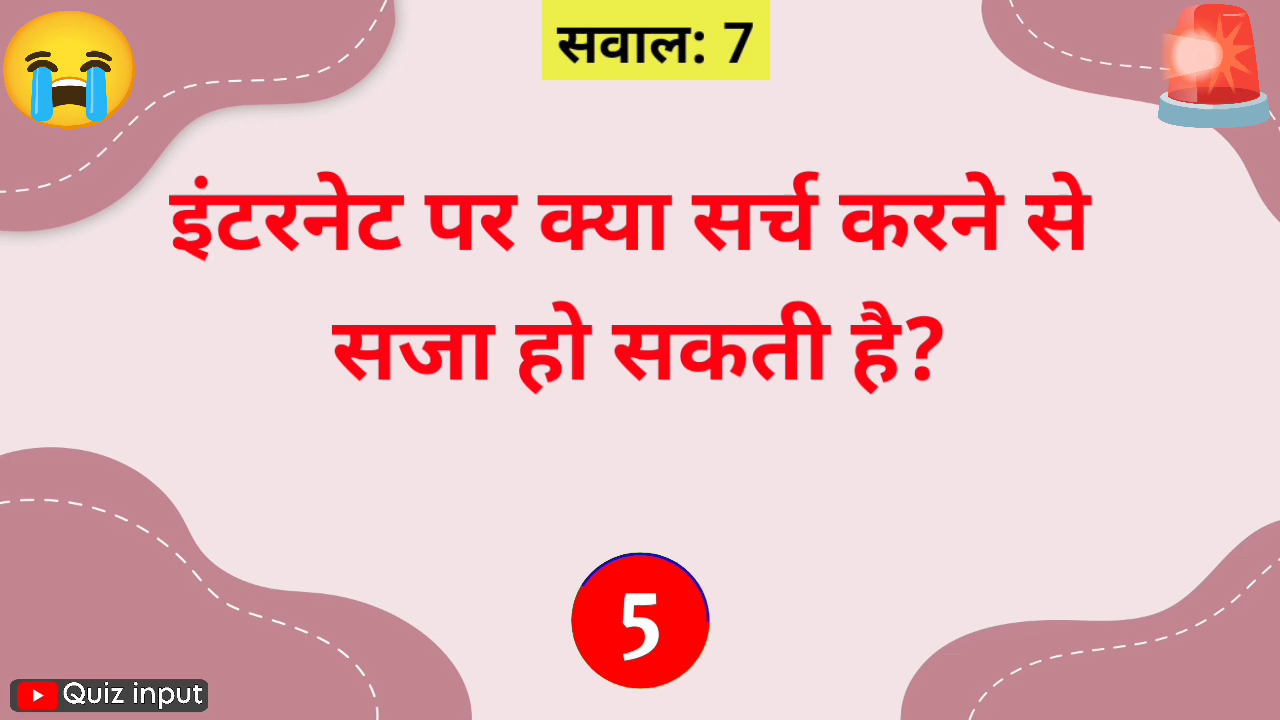 सवाल: 7
इंटरनेट पर क्या सर्च करने से
सजा हो सकती है?
5
Quiz input